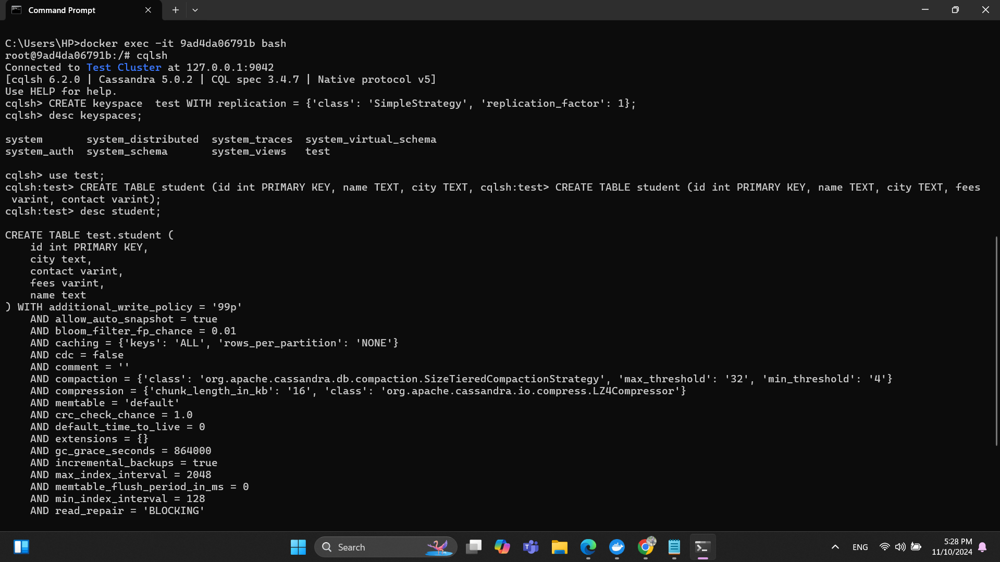 Command Prompt
C:\Users\HP>docker exec -it 9ad4da06791b bash
root@9ad4da06791b:/# cqlsh
Connected to Test Cluster at 127.0.0.1:9042
[cqlsh 6.2.0 | Cassandra 5.0.2 | CQL spec 3.4.7 | Native protocol v5]
Use HELP for help.
cqlsh> CREATE keyspace  test WITH replication = {'class': 'SimpleStrategy', 'replication_factor': 1};
cqlsh> desc keyspaces;
system       system_distributed  system_traces  system_virtual_schema
system_auth  system_schema       system_views   test
cqlsh> use test;
cqlsh:test> CREATE TABLE student (id int PRIMARY KEY, name TEXT, city TEXT, cqlsh:test> CREATE TABLE student (id int PRIMARY KEY, name TEXT, city TEXT, fees
 varint, contact varint);
cqlsh:test> desc student;
CREATE TABLE test.student (
    id int PRIMARY KEY,
    city text,
    contact varint,
    fees varint,
    name text
) WITH additional_write_policy = '99p'
    AND allow_auto_snapshot = true
    AND bloom_filter_fp_chance = 0.01
    AND caching = {'keys': 'ALL', 'rows_per_partition': 'NONE'}
    AND cdc = false
    AND comment = ''
    AND compaction = {'class': 'org.apache.cassandra.db.compaction.SizeTieredCompactionStrategy', 'max_threshold': '32', 'min_threshold': '4'}
    AND compression = {'chunk_length_in_kb': '16', 'class': 'org.apache.cassandra.io.compress.LZ4Compressor'}
    AND memtable = 'default'
    AND crc_check_chance = 1.0
    AND default_time_to_live = 0
    AND extensions = {}
    AND gc_grace_seconds = 864000
    AND incremental_backups = true
    AND max_index_interval = 2048
    AND memtable_flush_period_in_ms = 0
    AND min_index_interval = 128
    AND read_repair = 'BLOCKING'
Search
ENG
5:28 PM
11/10/2024